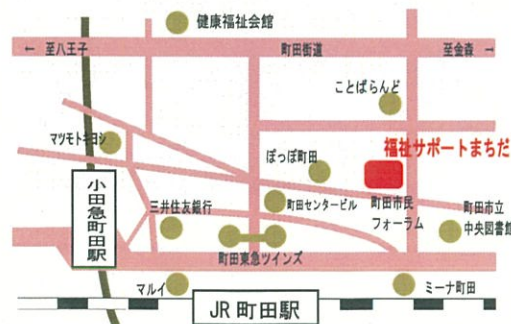 健康福祉会館
← 至八王子
町田街道
至金森 →
ことばらんど
マツモトキヨシ
ぽっぽ町田
福祉サポートまちだ
小田急町田駅
三井住友銀行
町田センタービル
町田市民
フォーラム
町田市立
中央図書館
町田東急ツインズ
マルイ
JR 町田駅
ミーナ町田